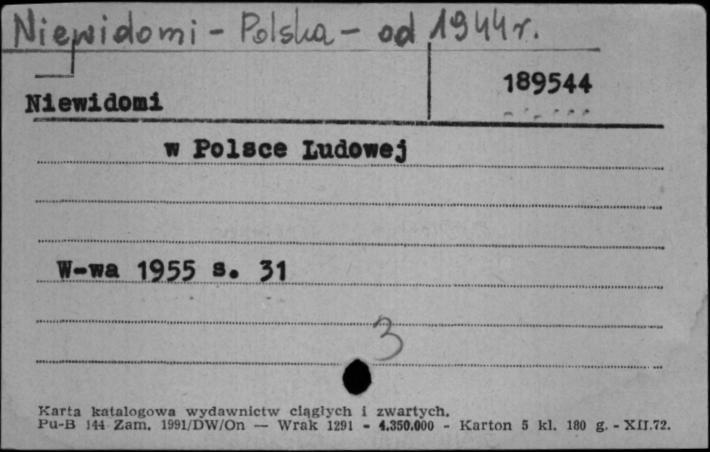 Niewidomi - Polska - od 1944 r.
189544
Niewidomi
w Polsce Ludowej
W-wa 1955 s. 31
3
Karta katalogowa wydawnictw ciągłych i zwartych.
Pu-B 144 Zam. 1991/DW/On — Wrak 1291 - 4.350.000 - Karton 5 kl. 180 g. - XII.72.